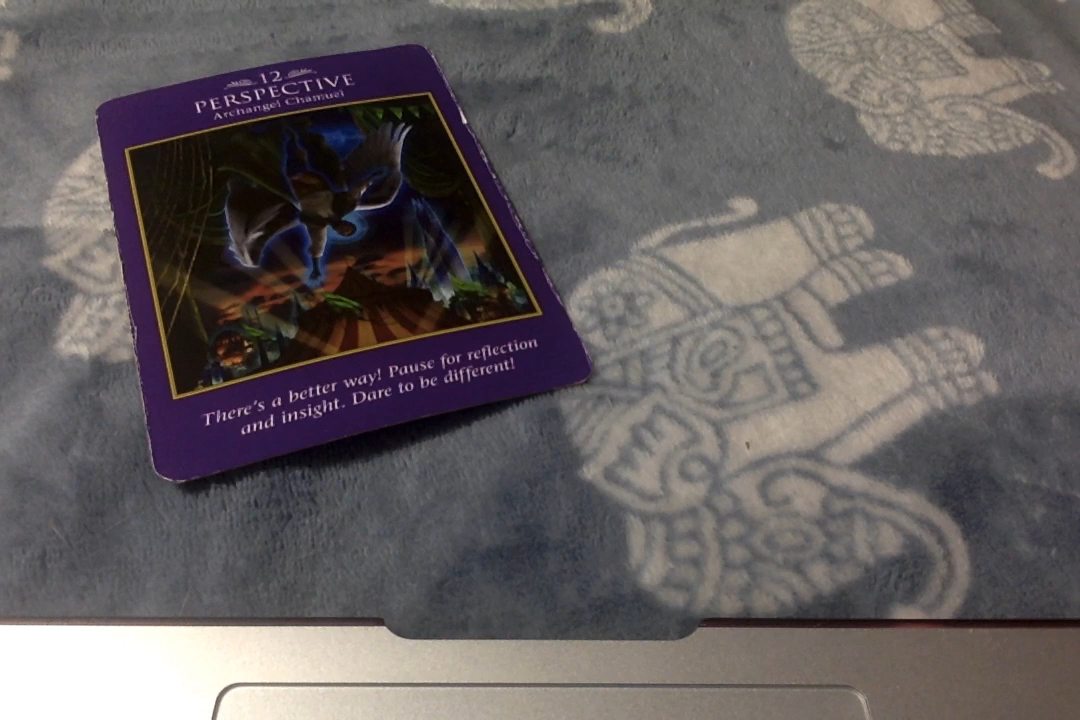 12
PERSPECTIVE
Archangel Chamuel
There's a better way! Pause for reflection
and insight. Dare to be different!